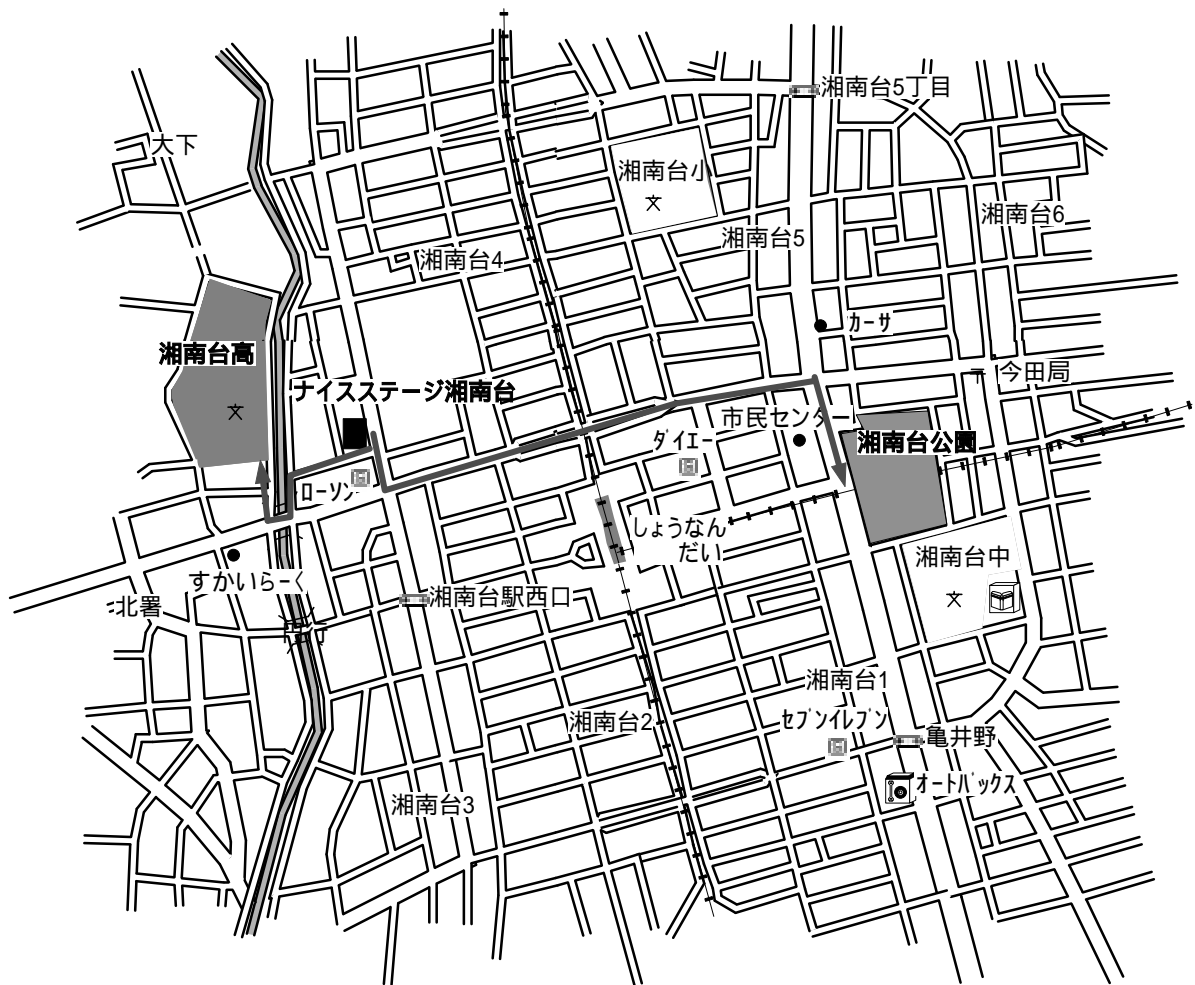 湘南台5丁目
大下
湘南台小
湘南台6
湘南台5
湘南台4
カーサ
湘南台高
今田局
ナイスステージ湘南台
市民センター
ダイエー
湘南台公園
ローソン
しょうなん
だい
湘南台中
すかいらーく
北署
湘南台駅西口
円行
湘南台1
セブンイレブン
湘南台2
亀井野
オートバックス
湘南台3